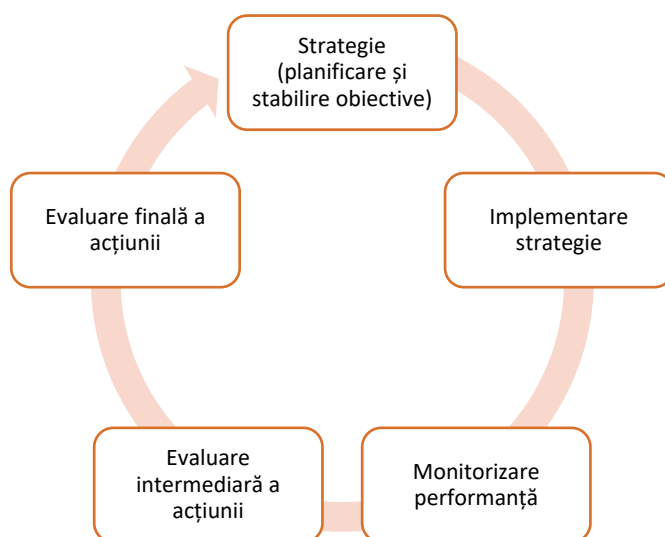 Strategie
(planificare și
stabilire obiective)
Implementare
strategie
Monitorizare
performanță
Evaluare
intermediară a
acțiunii
Evaluare finală a
acțiunii